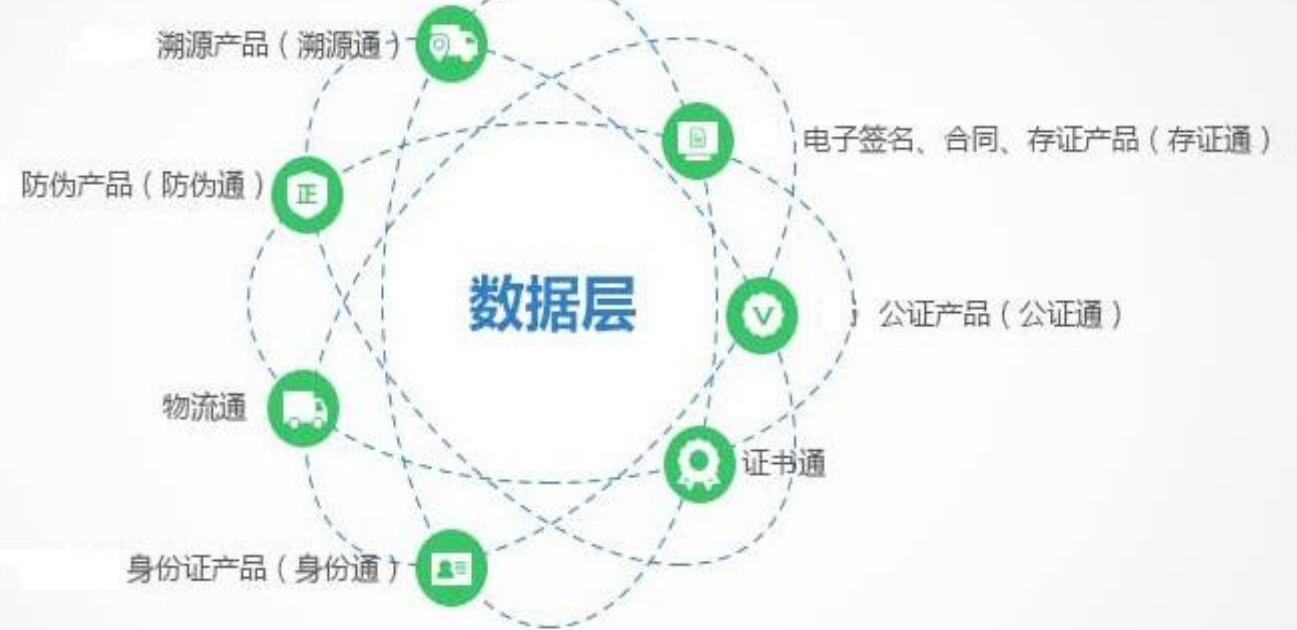 溯源产品（溯源通）
电子签名、合同、存证产品（存证通）
防伪产品（防伪通）
正
数据层
V
公证产品（公证通）
物流通
证书通
身份证产品（身份通）